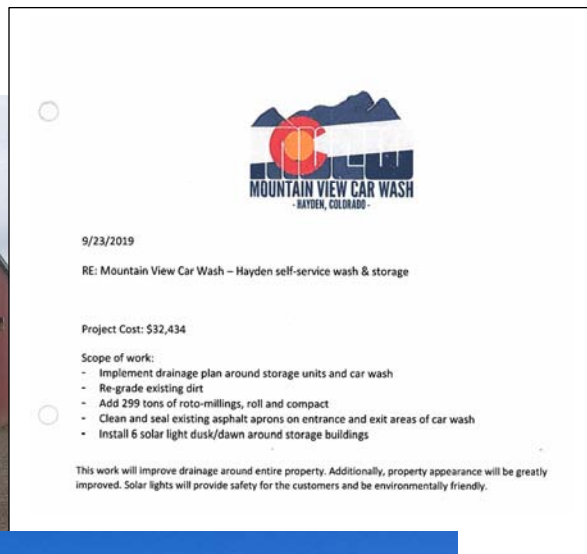 MOUNTAIN VIEW CAR WASH
- HAYDEN, COLORADO -
9/23/2019
RE: Mountain View Car Wash – Hayden self-service wash & storage
Project Cost: $32,434
Scope of work:
- Implement drainage plan around storage units and car wash
- Re-grade existing dirt
- Add 299 tons of roto-millings, roll and compact
- Clean and seal existing asphalt aprons on entrance and exit areas of car wash
- Install 6 solar light dusk/dawn around storage buildings
This work will improve drainage around entire property. Additionally, property appearance will be greatly
improved. Solar lights will provide safety for the customers and be environmentally friendly.